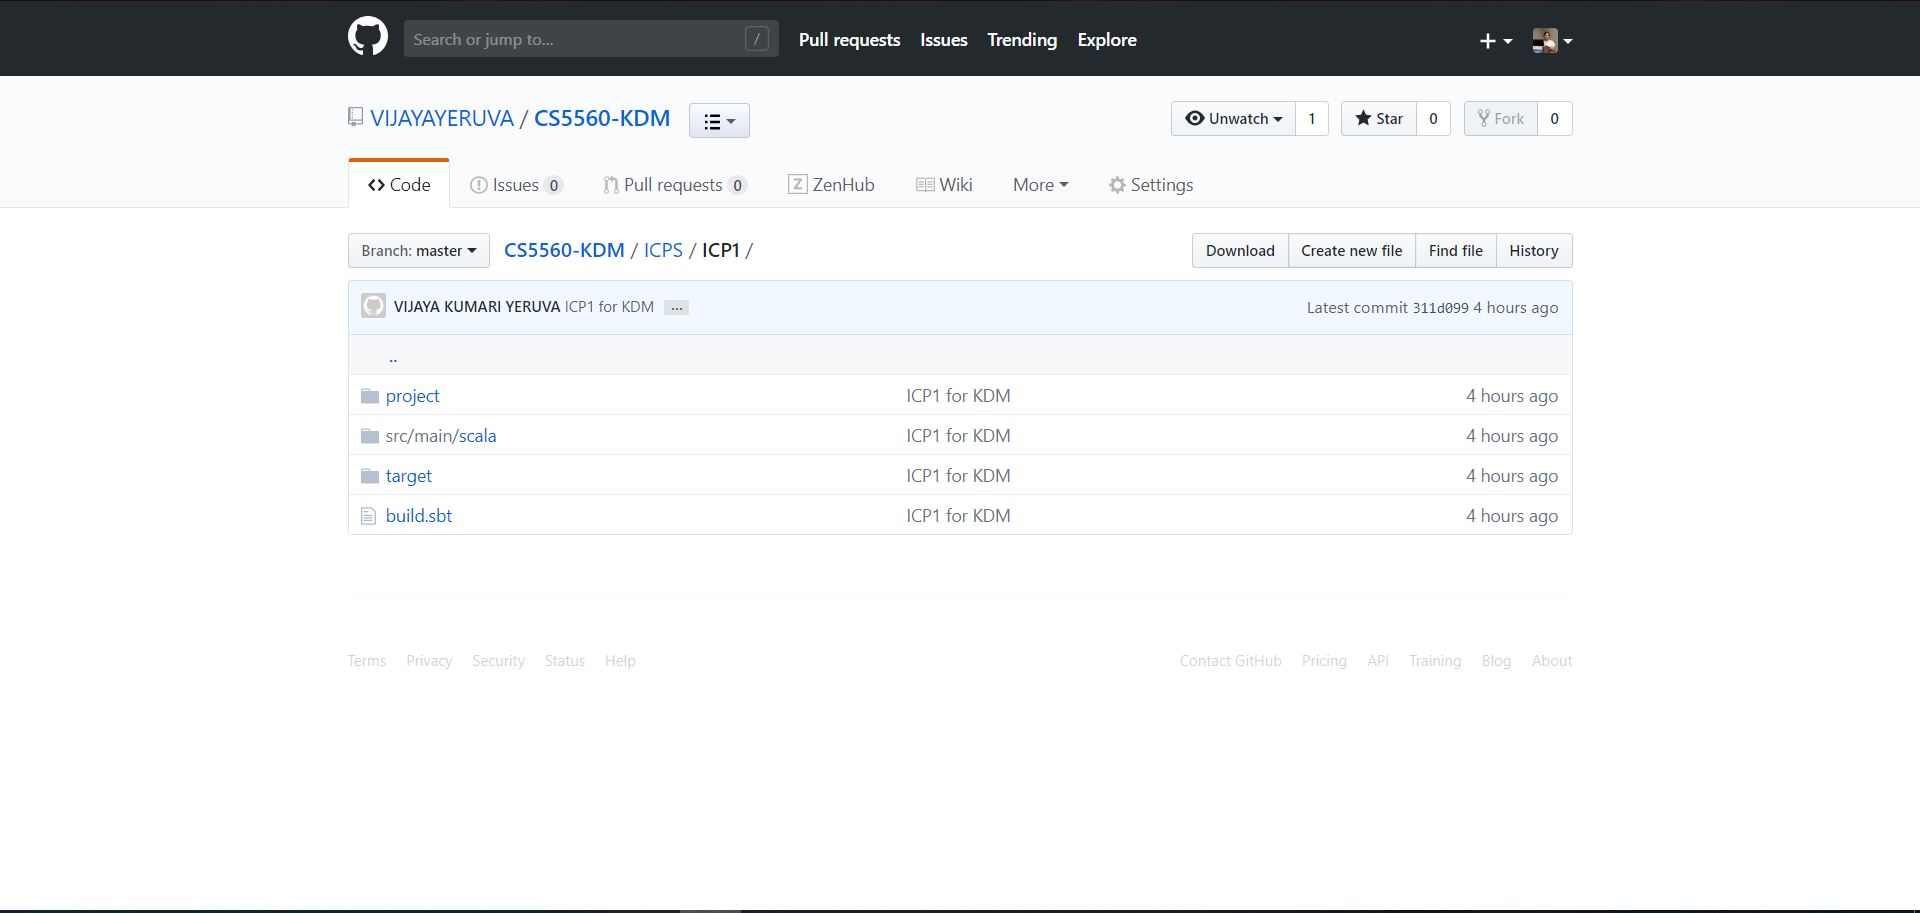 Search or jump to... / Pull requests Issues Trending Explore
VIJAYAYERUVA / CS5560-KDM Unwatch 1 Star 0 Fork 0
Code Issues 0 Pull requests 0 Z ZenHub Wiki More Settings
Branch: master CS5560-KDM / ICPS / ICP1 / Download Create new file Find file History
VIJAYA KUMARI YERUVA ICP1 for KDM ... Latest commit 311d099 4 hours ago
..
project ICP1 for KDM 4 hours ago
src/main/scala ICP1 for KDM 4 hours ago
target ICP1 for KDM 4 hours ago
build.sbt ICP1 for KDM 4 hours ago
Terms Privacy Security Status Help Contact GitHub Pricing API Training Blog About